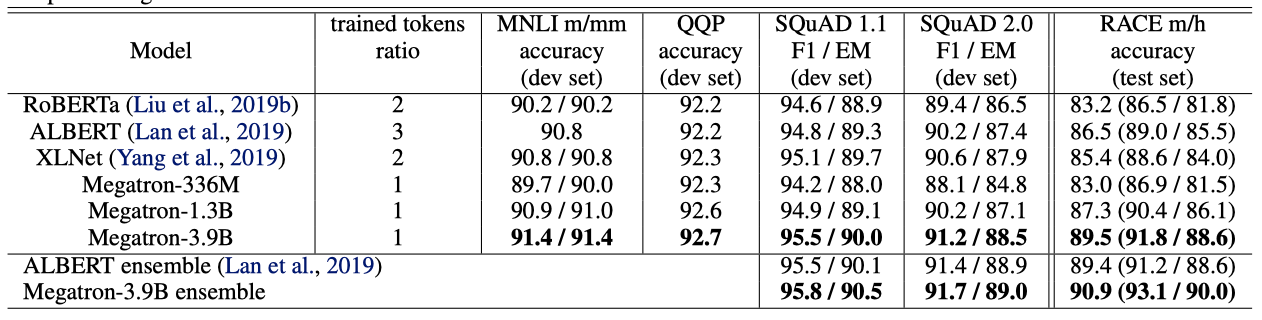 trained tokens MNLI m/mm QQP SQuAD 1.1 SQuAD 2.0 RACE m/h
Model ratio accuracy accuracy F1 / EM F1 / EM accuracy
(dev set) (dev set) (dev set) (dev set) (test set)
RoBERTa (Liu et al., 2019b) 2 90.2 / 90.2 92.2 94.6 / 88.9 89.4 / 86.5 83.2 (86.5 / 81.8)
ALBERT (Lan et al., 2019) 3 90.8 92.2 94.8 / 89.3 90.2 / 87.4 86.5 (89.0 / 85.5)
XLNet (Yang et al., 2019) 2 90.8 / 90.8 92.3 95.1 / 89.7 90.6 / 87.9 85.4 (88.6 / 84.0)
Megatron-336M 1 89.7 / 90.0 92.3 94.2 / 88.0 88.1 / 84.8 83.0 (86.9 / 81.5)
Megatron-1.3B 1 90.9 / 91.0 92.6 94.9 / 89.1 90.2 / 87.1 87.3 (90.4 / 86.1)
Megatron-3.9B 1 91.4 / 91.4 92.7 95.5 / 90.0 91.2 / 88.5 89.5 (91.8 / 88.6)
ALBERT ensemble (Lan et al., 2019) 95.5 / 90.1 91.4 / 88.9 89.4 (91.2 / 88.6)
Megatron-3.9B ensemble 95.8 / 90.5 91.7 / 89.0 90.9 (93.1 / 90.0)